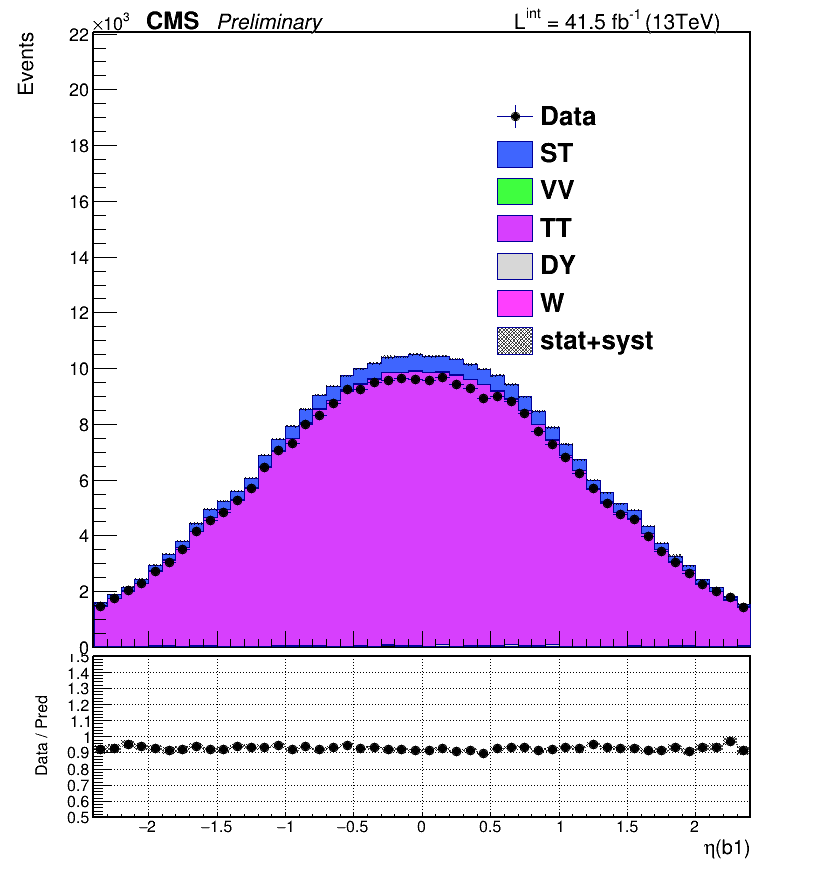 ×10³ CMS Preliminary L^int = 41.5 fb⁻¹ (13TeV)
Events
22
20
18
16
14
12
10
8
6
4
2
0
Data
ST
VV
TT
DY
W
stat+syst
Data / Pred
1.5
1.4
1.3
1.2
1.1
1
0.9
0.8
0.7
0.6
0.5
−2 −1.5 −1 −0.5 0 0.5 1 1.5 2
η(b1)